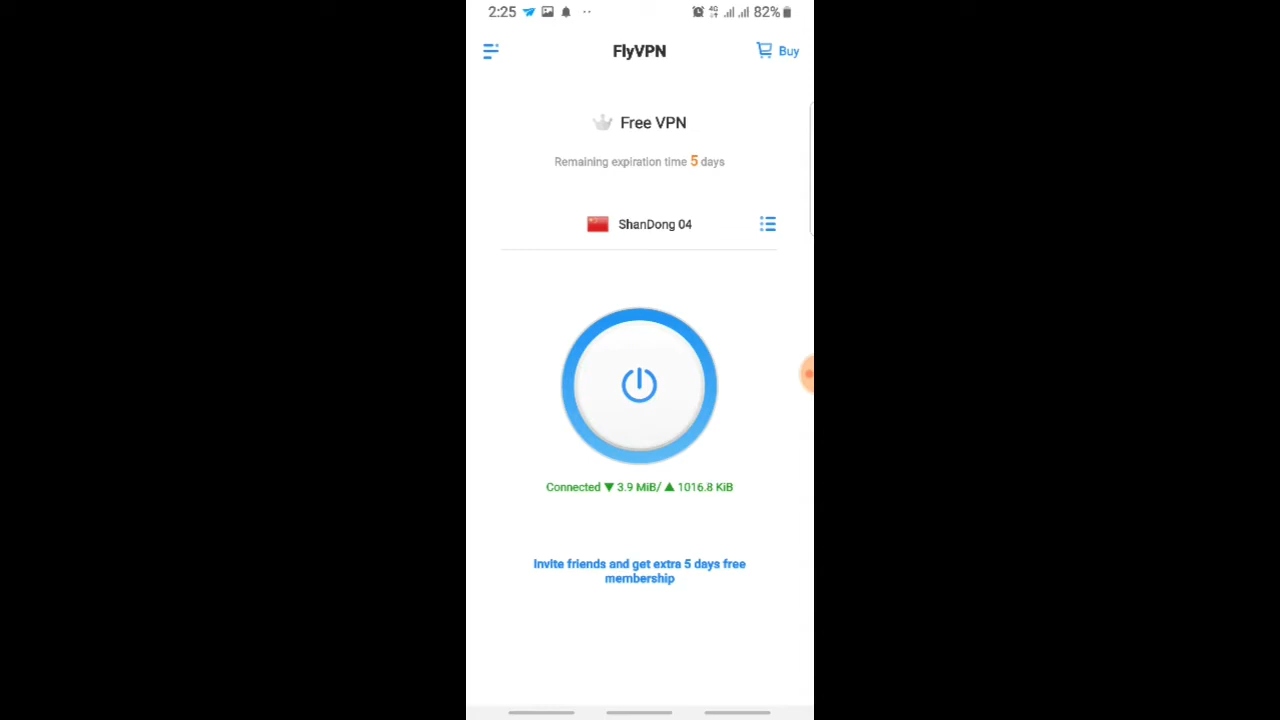 2:25 4G 82%
FlyVPN Buy
Free VPN
Remaining expiration time 5 days
ShanDong 04
Connected ▼ 3.9 MiB/ ▲ 1016.8 KiB
Invite friends and get extra 5 days free
membership